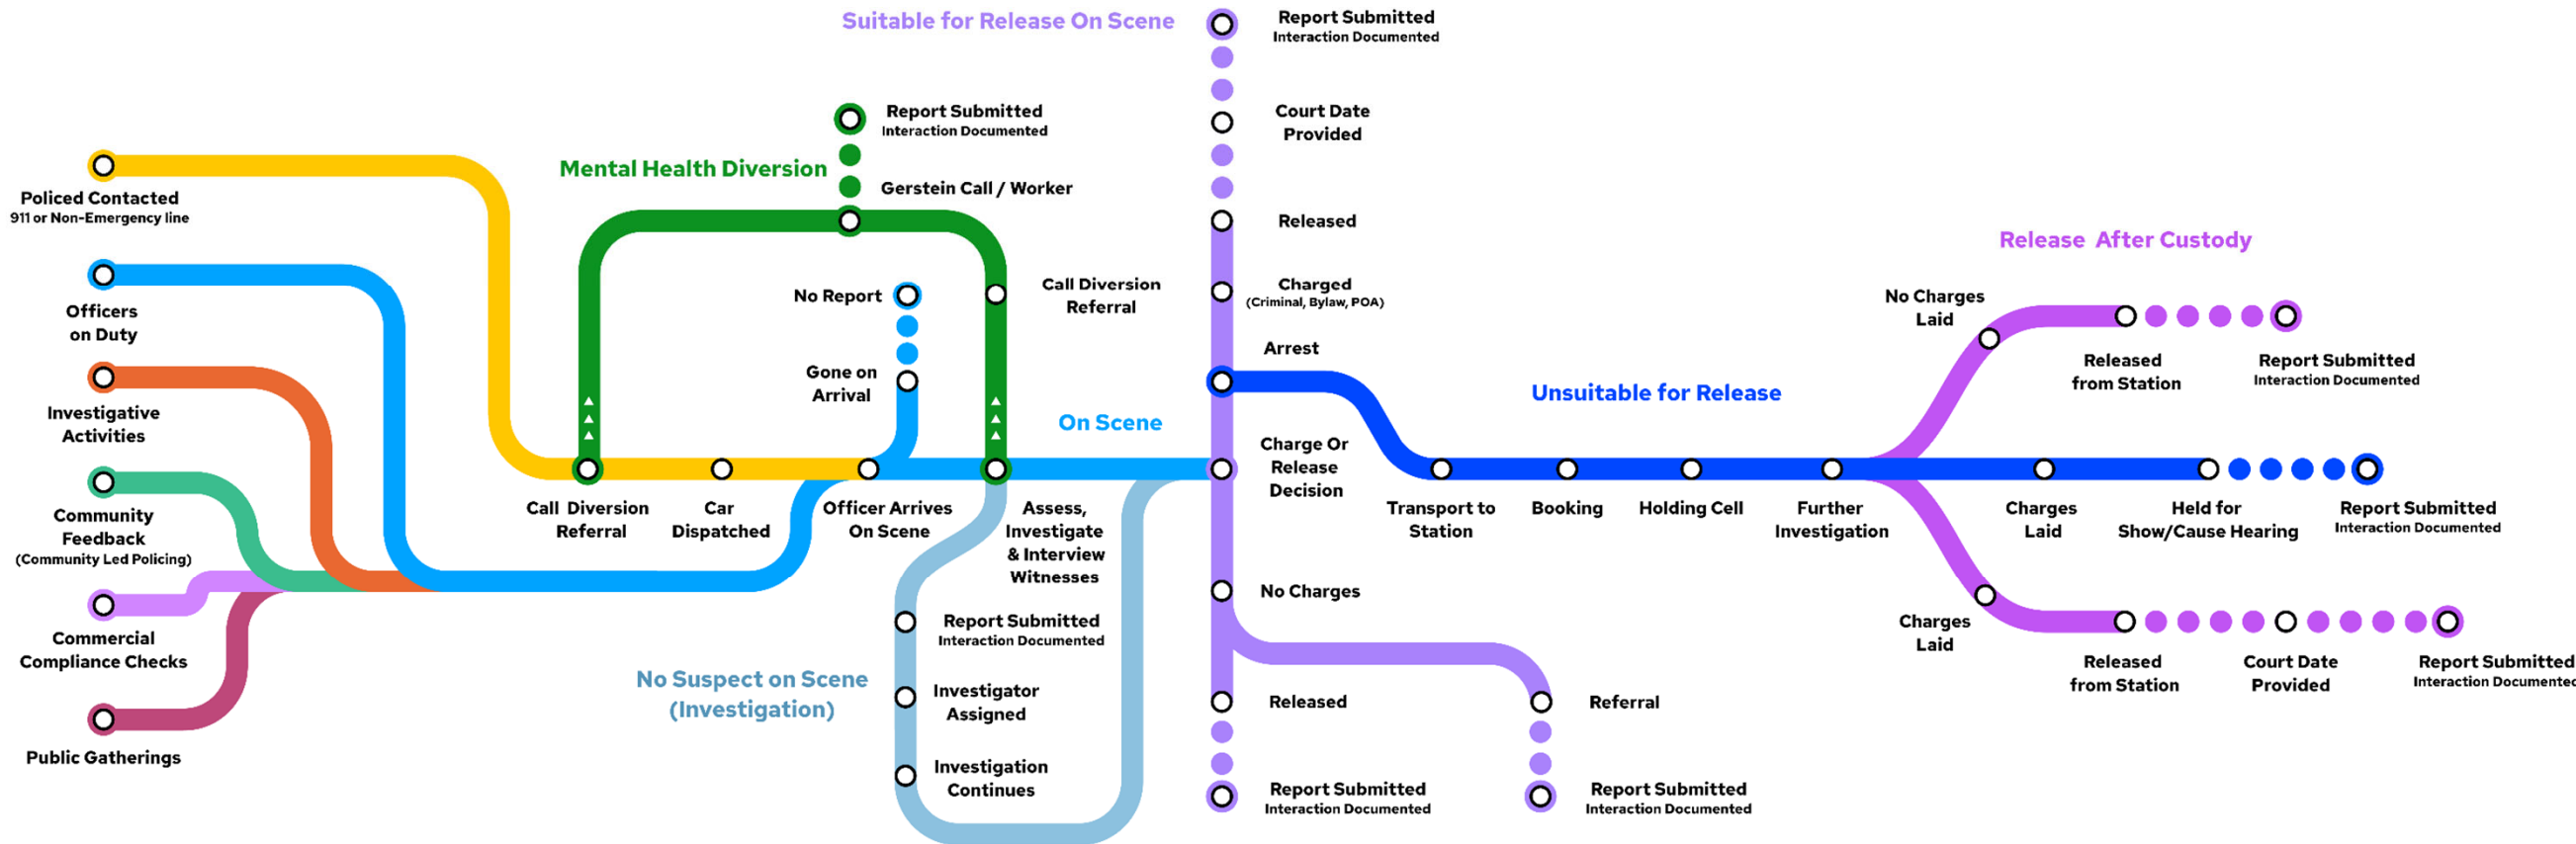 Suitable for Release On Scene
Report Submitted
Interaction Documented
Court Date
Provided
Released
Charged
(Criminal, Bylaw, POA)
Arrest
Charge Or
Release
Decision
No Charges
Released
Report Submitted
Interaction Documented
Referral
Report Submitted
Interaction Documented
Policed Contacted
911 or Non-Emergency line
Officers
on Duty
Investigative
Activities
Community
Feedback
(Community Led Policing)
Commercial
Compliance Checks
Public Gatherings
Mental Health Diversion
Report Submitted
Interaction Documented
Gerstein Call / Worker
Call Diversion
Referral
No Report
Gone on
Arrival
On Scene
Call Diversion
Referral
Car
Dispatched
Officer Arrives
On Scene
Assess,
Investigate
& Interview
Witnesses
No Suspect on Scene
(Investigation)
Report Submitted
Interaction Documented
Investigator
Assigned
Investigation
Continues
Unsuitable for Release
Transport to
Station
Booking
Holding Cell
Further
Investigation
Charges
Laid
Held for
Show/Cause Hearing
Report Submitted
Interaction Documented
Release After Custody
No Charges
Laid
Released
from Station
Report Submitted
Interaction Documented
Charges
Laid
Released
from Station
Court Date
Provided
Report Submitted
Interaction Documented